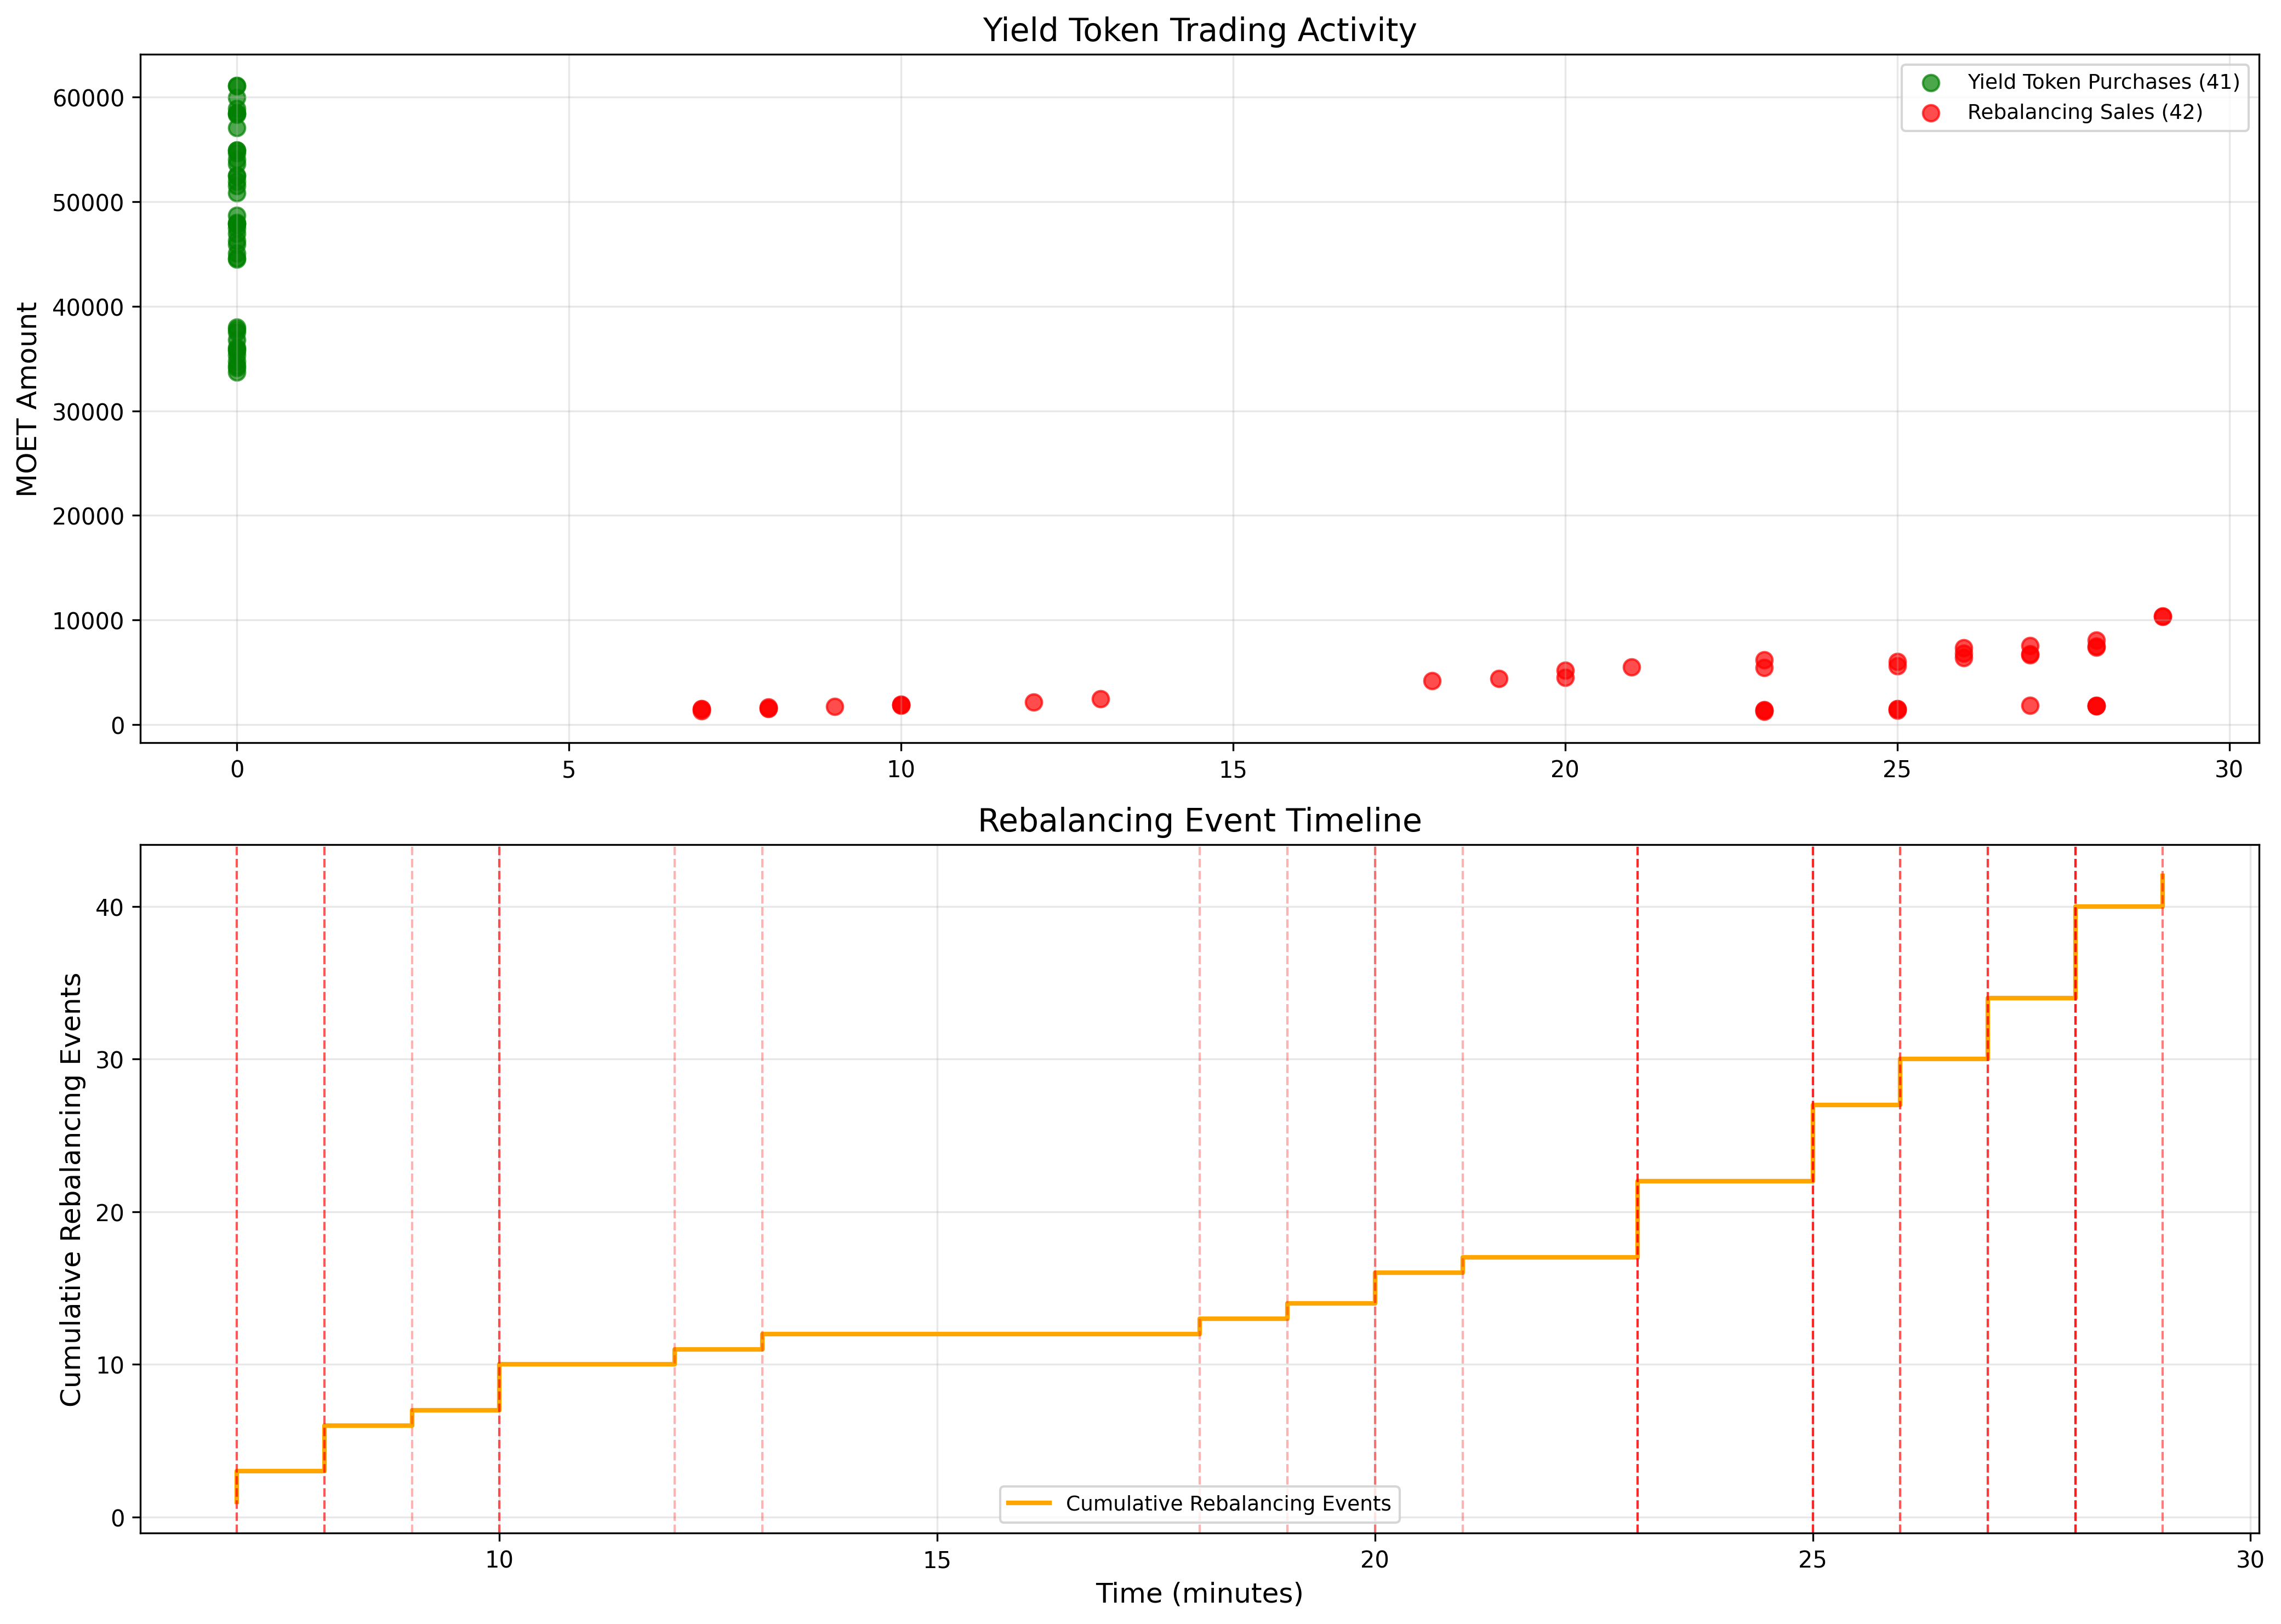 Yield Token Trading Activity
MOET Amount
60000
50000
40000
30000
20000
10000
0
Yield Token Purchases (41)
Rebalancing Sales (42)
0 5 10 15 20 25 30
Rebalancing Event Timeline
Cumulative Rebalancing Events
40
30
20
10
0
Cumulative Rebalancing Events
10 15 20 25 30
Time (minutes)